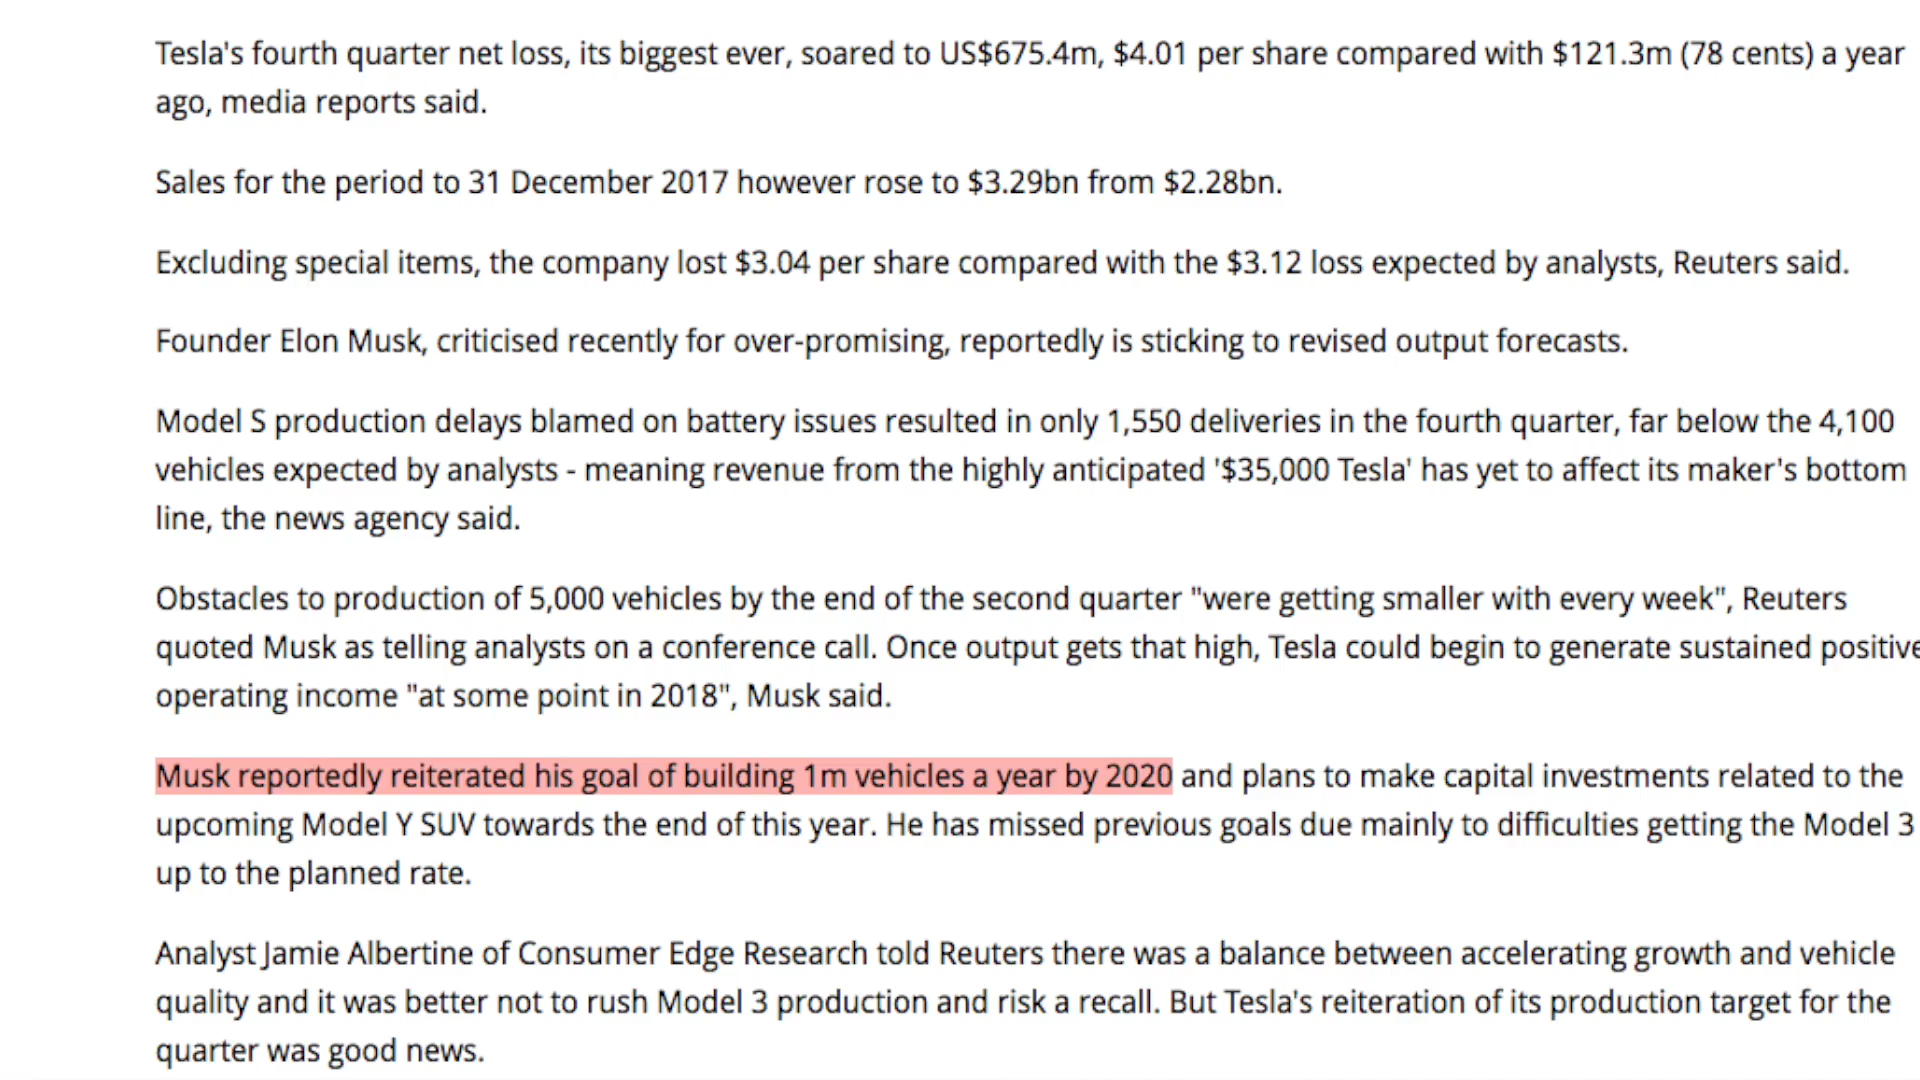 Tesla's fourth quarter net loss, its biggest ever, soared to US$675.4m, $4.01 per share compared with $121.3m (78 cents) a year
ago, media reports said.
Sales for the period to 31 December 2017 however rose to $3.29bn from $2.28bn.
Excluding special items, the company lost $3.04 per share compared with the $3.12 loss expected by analysts, Reuters said.
Founder Elon Musk, criticised recently for over-promising, reportedly is sticking to revised output forecasts.
Model S production delays blamed on battery issues resulted in only 1,550 deliveries in the fourth quarter, far below the 4,100
vehicles expected by analysts - meaning revenue from the highly anticipated '$35,000 Tesla' has yet to affect its maker's bottom
line, the news agency said.
Obstacles to production of 5,000 vehicles by the end of the second quarter "were getting smaller with every week", Reuters
quoted Musk as telling analysts on a conference call. Once output gets that high, Tesla could begin to generate sustained positive
operating income "at some point in 2018", Musk said.
Musk reportedly reiterated his goal of building 1m vehicles a year by 2020 and plans to make capital investments related to the
upcoming Model Y SUV towards the end of this year. He has missed previous goals due mainly to difficulties getting the Model 3
up to the planned rate.
Analyst Jamie Albertine of Consumer Edge Research told Reuters there was a balance between accelerating growth and vehicle
quality and it was better not to rush Model 3 production and risk a recall. But Tesla's reiteration of its production target for the
quarter was good news.